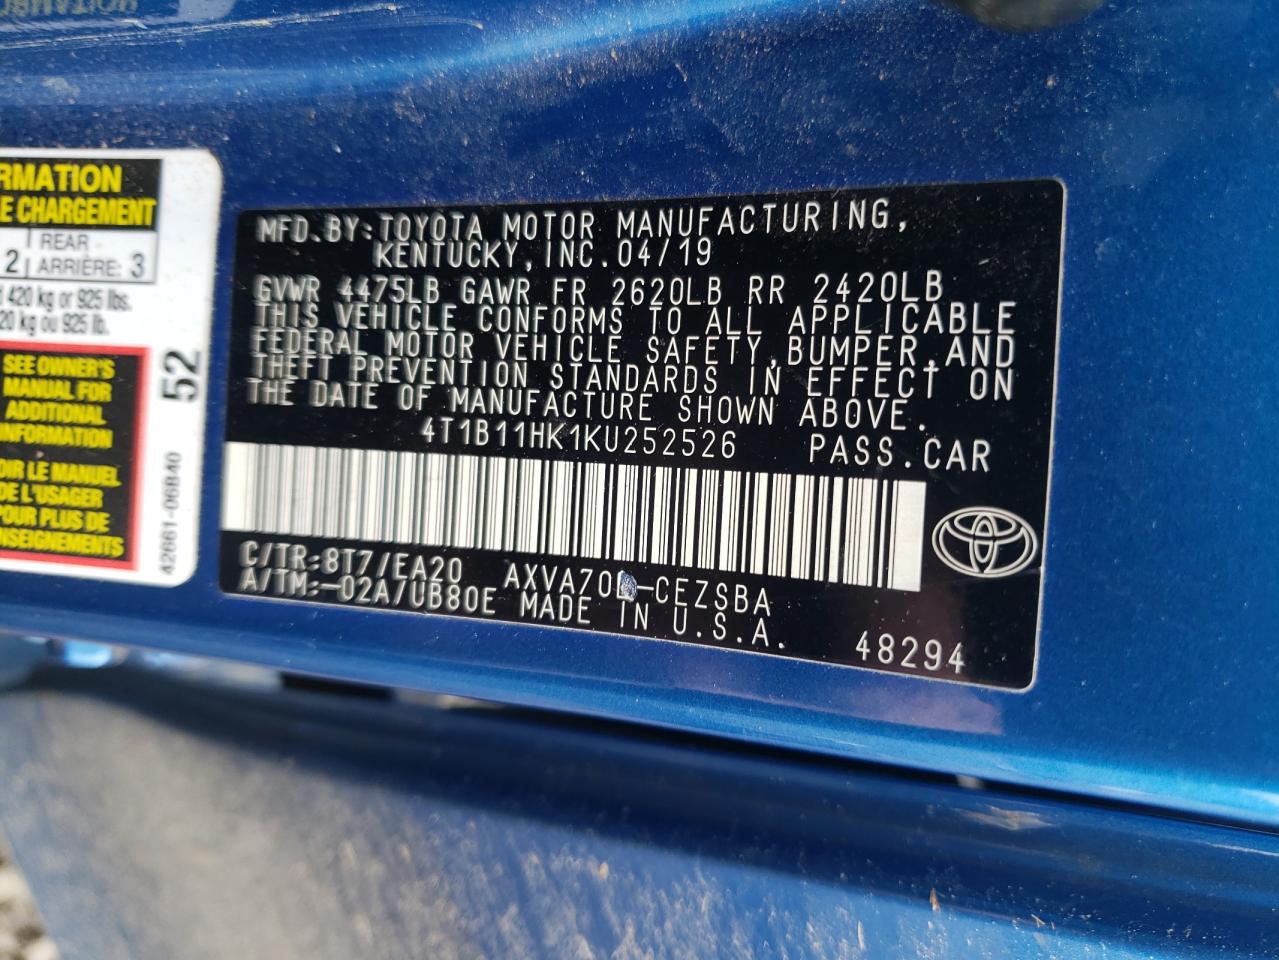 RMATION
E CHARGEMENT
2 REAR
ARRIÈRE: 3
420 kg or 925 lbs.
20 kg ou 925 lb.
SEE OWNER'S
MANUAL FOR
ADDITIONAL
INFORMATION
OIR LE MANUEL
DE L'USAGER
POUR PLUS DE
NSEIGNEMENTS
52
42661-06B40
MFD. BY: TOYOTA MOTOR MANUFACTURING,
KENTUCKY, INC. 04/19
GVWR 4475LB GAWR FR 2620LB RR 2420LB
THIS VEHICLE CONFORMS TO ALL APPLICABLE
FEDERAL MOTOR VEHICLE SAFETY, BUMPER, AND
THEFT PREVENTION STANDARDS IN EFFECT ON
THE DATE OF MANUFACTURE SHOWN ABOVE.
4T1B11HK1KU252526 PASS. CAR
C/TR: 8T7/EA20 AXVA70L-CEZSBA
A/TM: -02A/UB80E MADE IN U.S.A.
48294